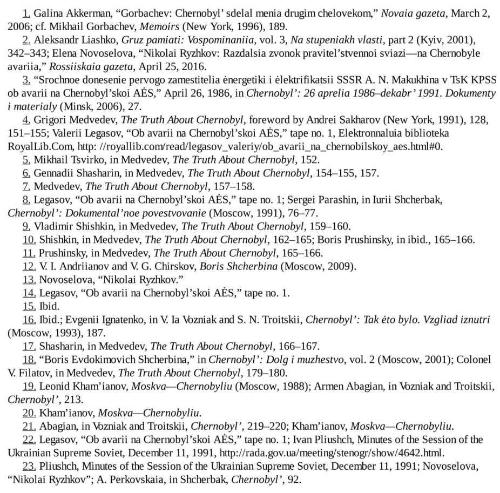 1. Galina Akkerman, “Gorbachev: Chernobyl’ sdelal menia drugim chelovekom,” Novaia gazeta, March 2,
2006; cf. Mikhail Gorbachev, Memoirs (New York, 1996), 189.
2. Aleksandr Liashko, Gruz pamiati: Vospominaniia, vol. 3, Na stupeniakh vlasti, part 2 (Kyiv, 2001),
342–343; Elena Novoselova, “Nikolai Ryzhkov: Razdalsia zvonok pravitel’stvennoi sviazi—na Chernobyle
avariia,” Rossiiskaia gazeta, April 25, 2016.
3. “Srochnoe donesenie pervogo zamestitelia ėnergetiki i ėlektrifikatsii SSSR A. N. Makukhina v TsK KPSS
ob avarii na Chernobyl’skoi AĖS,” April 26, 1986, in Chernobyl’: 26 aprelia 1986–dekabr’ 1991. Dokumenty
i materialy (Minsk, 2006), 27.
4. Grigori Medvedev, The Truth About Chernobyl, foreword by Andrei Sakharov (New York, 1991), 128,
151–155; Valerii Legasov, “Ob avarii na Chernobyl’skoi AĖS,” tape no. 1, Elektronnaluia biblioteka
RoyalLib.Com, http: //royallib.com/read/legasov_valeriy/ob_avarii_na_chernobilskoy_aes.html#0.
5. Mikhail Tsvirko, in Medvedev, The Truth About Chernobyl, 152.
6. Gennadii Shasharin, in Medvedev, The Truth About Chernobyl, 154–155, 157.
7. Medvedev, The Truth About Chernobyl, 157–158.
8. Legasov, “Ob avarii na Chernobyl’skoi AĖS,” tape no. 1; Sergei Parashin, in Iurii Shcherbak,
Chernobyl’: Dokumental’noe povestvovanie (Moscow, 1991), 76–77.
9. Vladimir Shishkin, in Medvedev, The Truth About Chernobyl, 159–160.
10. Shishkin, in Medvedev, The Truth About Chernobyl, 162–165; Boris Prushinsky, in ibid., 165–166.
11. Prushinsky, in Medvedev, The Truth About Chernobyl, 165–166.
12. V. I. Andriianov and V. G. Chirskov, Boris Shcherbina (Moscow, 2009).
13. Novoselova, “Nikolai Ryzhkov.”
14. Legasov, “Ob avarii na Chernobyl’skoi AĖS,” tape no. 1.
15. Ibid.
16. Ibid.; Evgenii Ignatenko, in V. Ia Vozniak and S. N. Troitskii, Chernobyl’: Tak ėto bylo. Vzgliad iznutri
(Moscow, 1993), 187.
17. Shasharin, in Medvedev, The Truth About Chernobyl, 166–167.
18. “Boris Evdokimovich Shcherbina,” in Chernobyl’: Dolg i muzhestvo, vol. 2 (Moscow, 2001); Colonel
V. Filatov, in Medvedev, The Truth About Chernobyl, 179–180.
19. Leonid Kham’ianov, Moskva—Chernobyliu (Moscow, 1988); Armen Abagian, in Vozniak and Troitskii,
Chernobyl’, 213.
20. Kham’ianov, Moskva—Chernobyliu.
21. Abagian, in Vozniak and Troitskii, Chernobyl’, 219–220; Kham’ianov, Moskva—Chernobyliu.
22. Legasov, “Ob avarii na Chernobyl’skoi AĖS,” tape no. 1; Ivan Pliushch, Minutes of the Session of the
Ukrainian Supreme Soviet, December 11, 1991, http://rada.gov.ua/meeting/stenogr/show/4642.html.
23. Pliushch, Minutes of the Session of the Ukrainian Supreme Soviet, December 11, 1991; Novoselova,
“Nikolai Ryzhkov”; A. Perkovskaia, in Shcherbak, Chernobyl’, 92.